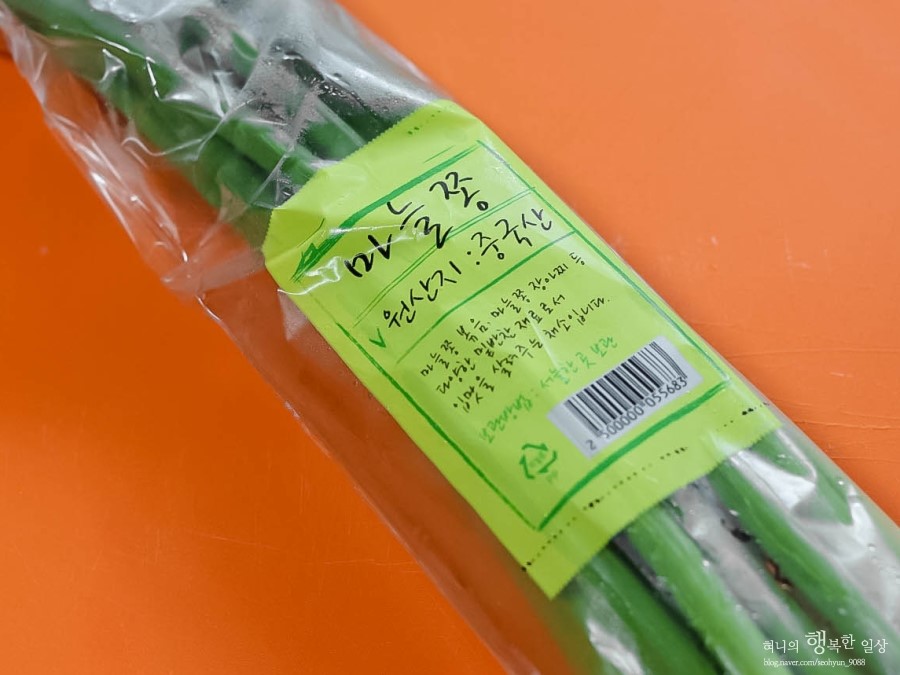 마늘쫑
원산지 : 중국산
마늘쫑 볶음, 마늘쫑 장아찌 등
다양한 밑반찬 재료로서
입맛을 살려주는 채소입니다.
보관방법 : 서늘한 곳 보관
2 500000 055683
혀니의 행복한 일상
blog.naver.com/seohyun_9088